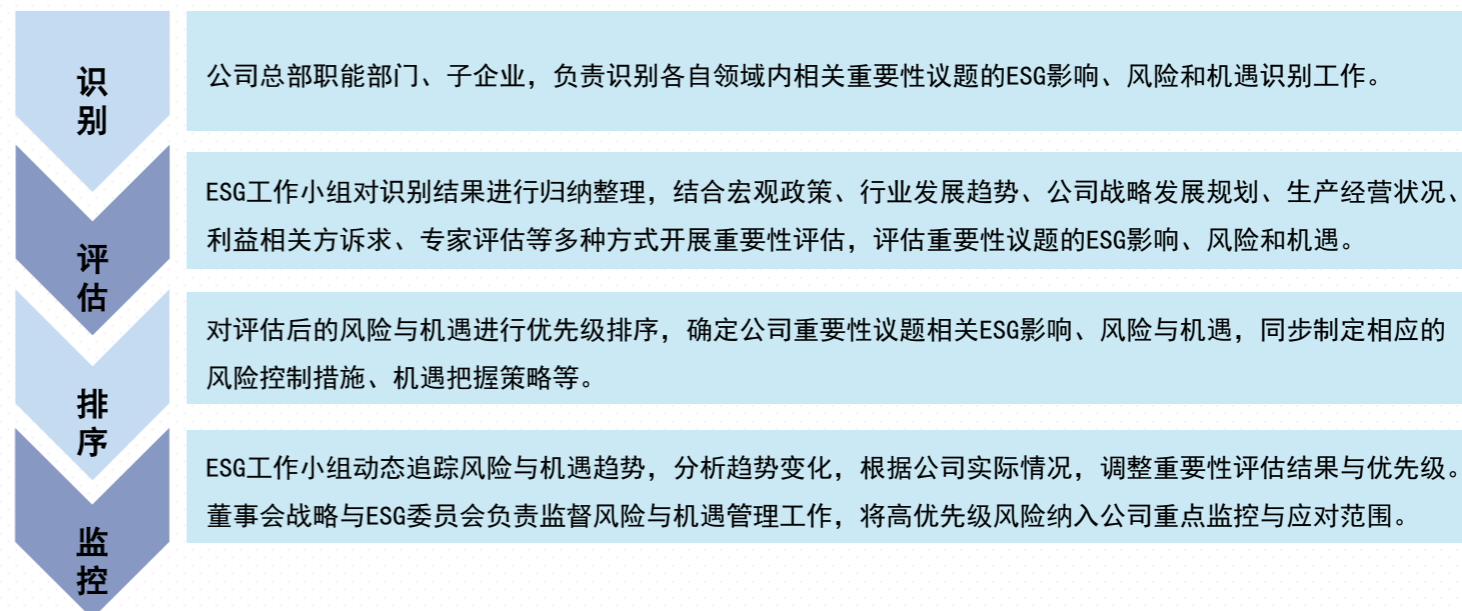 识别
公司总部职能部门、子企业，负责识别各自领域内相关重要性议题的ESG影响、风险和机遇识别工作。
评估
ESG工作小组对识别结果进行归纳整理，结合宏观政策、行业发展趋势、公司战略发展规划、生产经营状况、
利益相关方诉求、专家评估等多种方式开展重要性评估，评估重要性议题的ESG影响、风险和机遇。
排序
对评估后的风险与机遇进行优先级排序，确定公司重要性议题相关ESG影响、风险与机遇，同步制定相应的
风险控制措施、机遇把握策略等。
监控
ESG工作小组动态追踪风险与机遇趋势，分析趋势变化，根据公司实际情况，调整重要性评估结果与优先级。
董事会战略与ESG委员会负责监督风险与机遇管理工作，将高优先级风险纳入公司重点监控与应对范围。